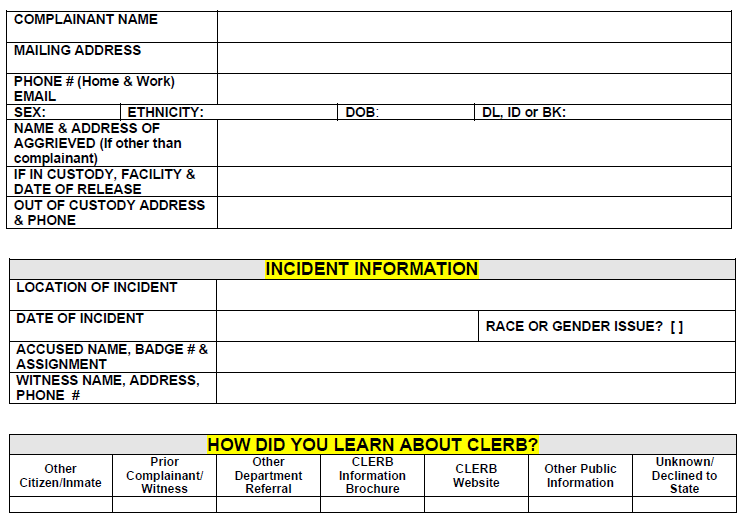 COMPLAINANT NAME
MAILING ADDRESS
PHONE # (Home & Work)
EMAIL
SEX: ETHNICITY: DOB: DL, ID or BK:
NAME & ADDRESS OF
AGGRIEVED (If other than
complainant)
IF IN CUSTODY, FACILITY &
DATE OF RELEASE
OUT OF CUSTODY ADDRESS
& PHONE
INCIDENT INFORMATION
LOCATION OF INCIDENT
DATE OF INCIDENT
RACE OR GENDER ISSUE? [ ]
ACCUSED NAME, BADGE # &
ASSIGNMENT
WITNESS NAME, ADDRESS,
PHONE #
HOW DID YOU LEARN ABOUT CLERB?
Other
Citizen/Inmate
Prior
Complainant/
Witness
Other
Department
Referral
CLERB
Information
Brochure
CLERB
Website
Other Public
Information
Unknown/
Declined to
State